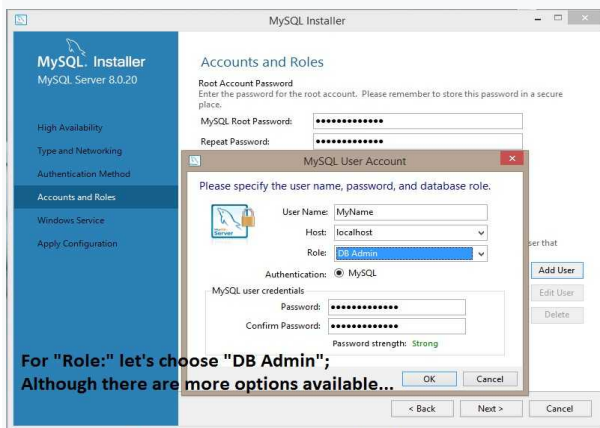 MySQL Installer
MySQL. Installer
MySQL Server 8.0.20
High Availability
Type and Networking
Authentication Method
Accounts and Roles
Windows Service
Apply Configuration
Accounts and Roles
Root Account Password
Enter the password for the root account. Please remember to store this password in a secure
place.
MySQL Root Password: •••••••••••••
Repeat Password: •••••••••••••
MySQL User Account
Please specify the user name, password, and database role.
Server
User Name: MyName
Host: localhost
Role: DB Admin
Authentication: MySQL
MySQL user credentials
Password: •••••••••••••
Confirm Password: •••••••••••••
Password strength: Strong
OK Cancel
ser that
Add User
Edit User
Delete
For "Role:" let's choose "DB Admin";
Although there are more options available...
< Back Next > Cancel